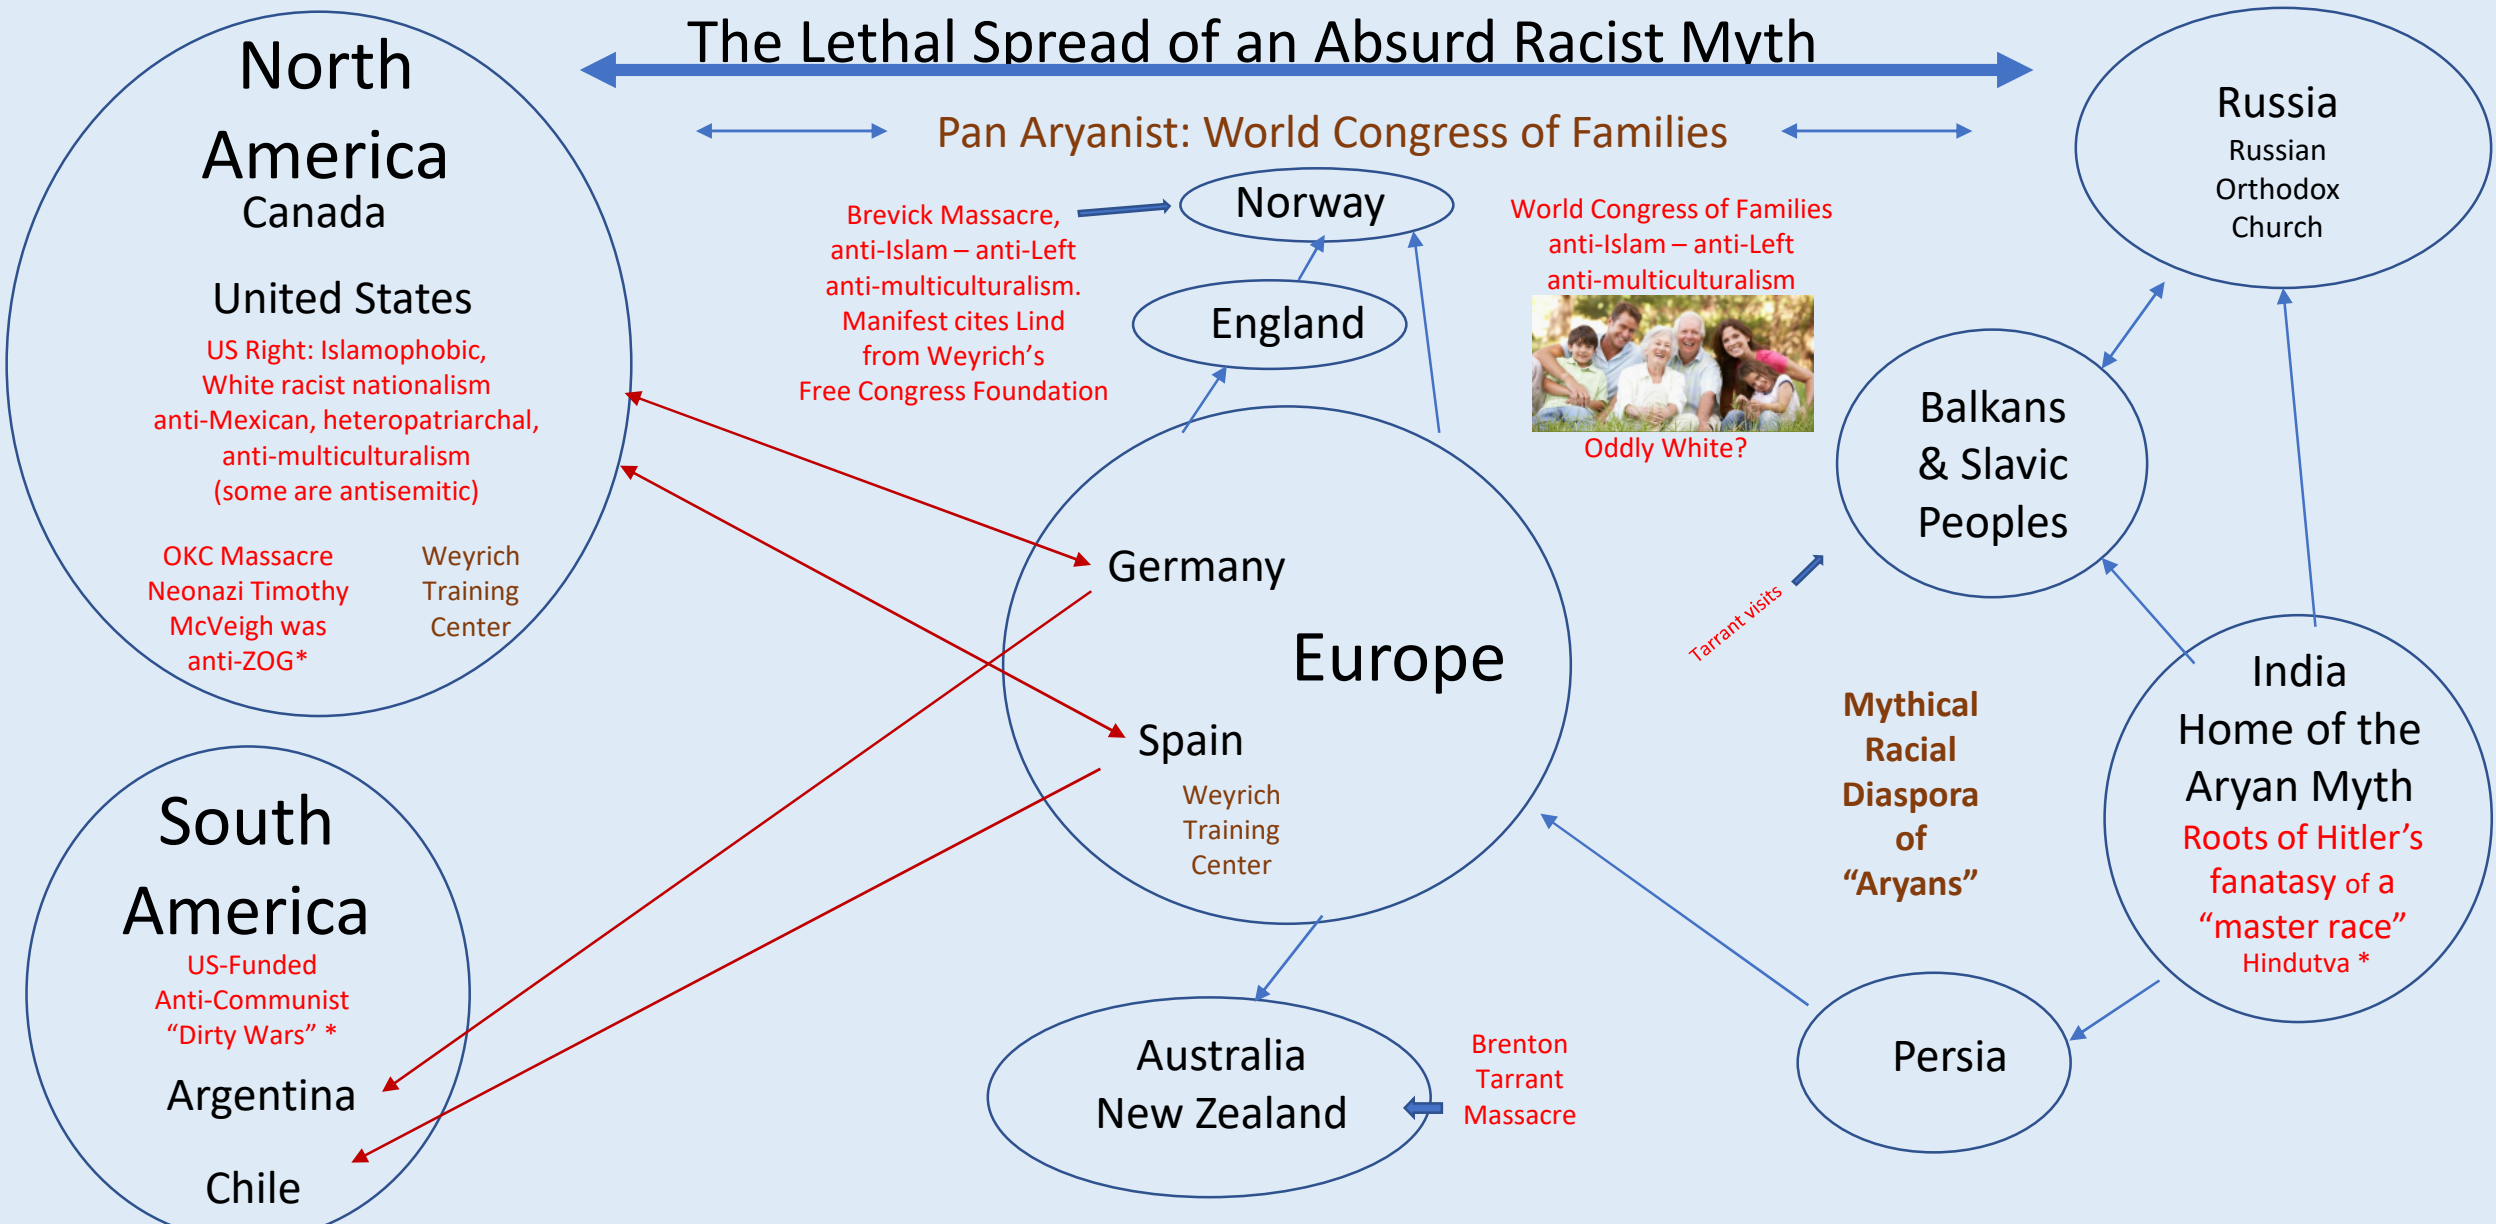 The Lethal Spread of an Absurd Racist Myth
Pan Aryanist: World Congress of Families
North
America
Canada
United States
US Right: Islamophobic,
White racist nationalism
anti-Mexican, heteropatriarchal,
anti-multiculturalism
(some are antisemitic)
OKC Massacre
Neonazi Timothy
McVeigh was
anti-ZOG*
Weyrich
Training
Center
South
America
US-Funded
Anti-Communist
“Dirty Wars” *
Argentina
Chile
Brevick Massacre,
anti-Islam – anti-Left
anti-multiculturalism.
Manifest cites Lind
from Weyrich’s
Free Congress Foundation
Norway
England
World Congress of Families
anti-Islam – anti-Left
anti-multiculturalism
Oddly White?
Germany
Europe
Spain
Weyrich
Training
Center
Australia
New Zealand
Brenton
Tarrant
Massacre
Russia
Russian
Orthodox
Church
Balkans
& Slavic
Peoples
Tarrant visits
Mythical
Racial
Diaspora
of
“Aryans”
India
Home of the
Aryan Myth
Roots of Hitler’s
fanatasy of a
“master race”
Hindutva *
Persia